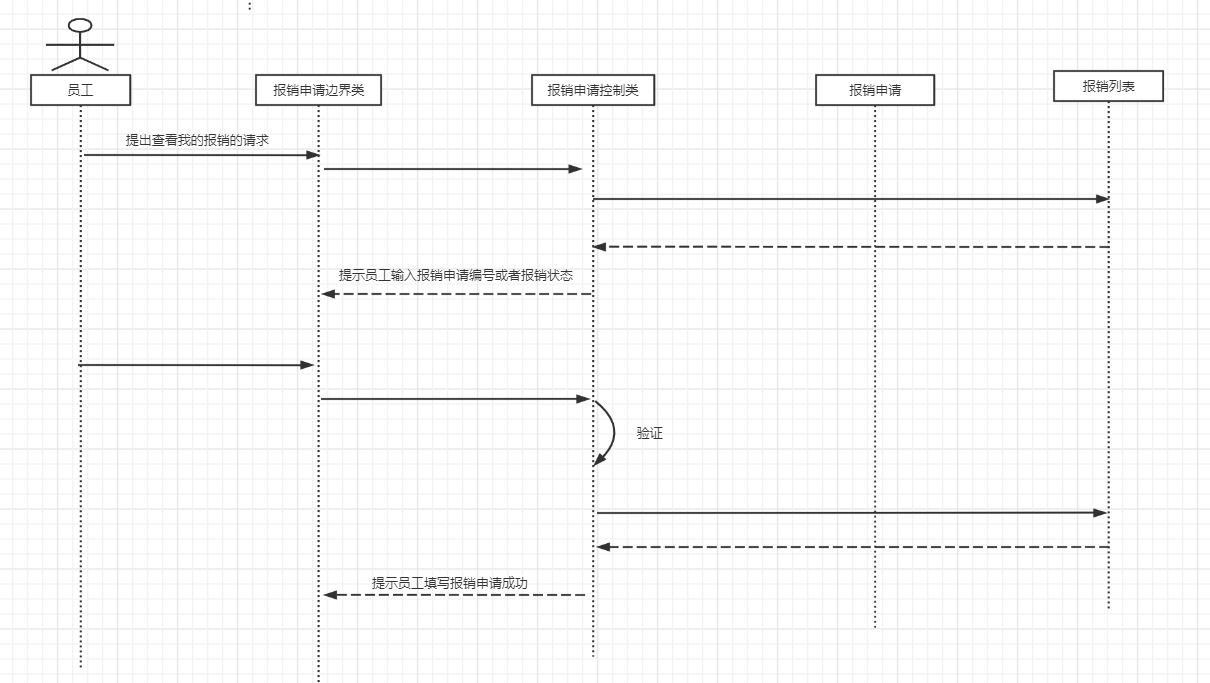 员工
报销申请边界类
报销申请控制类
报销申请
报销列表
提出查看我的报销的请求
提示员工输入报销申请编号或者报销状态
验证
提示员工填写报销申请成功